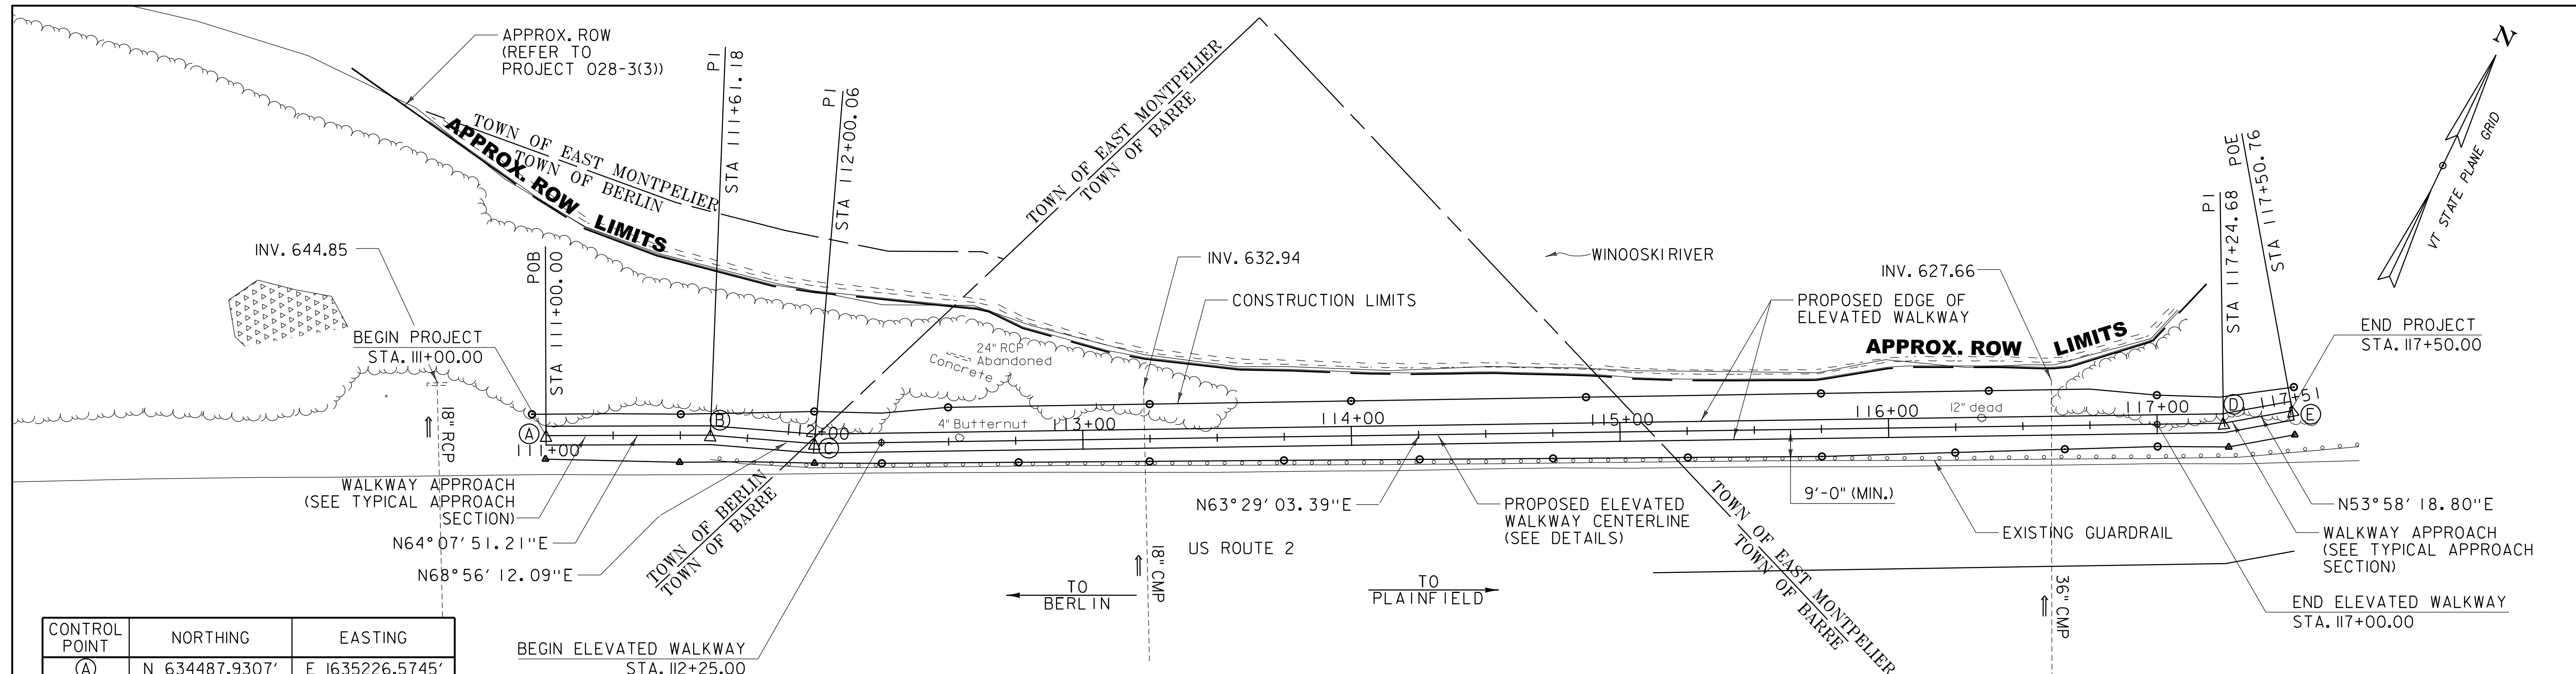 APPROX. ROW
(REFER TO
PROJECT 028-3(3))
TOWN OF EAST MONTPELIER
TOWN OF BERLIN
APPROX. ROW LIMITS
PI
STA 111+61.18
PI
STA 112+00.06
TOWN OF EAST MONTPELIER
TOWN OF BARRE
N
VT STATE PLANE GRID
POB
STA 111+00.00
INV. 644.85
BEGIN PROJECT
STA. 111+00.00
INV. 632.94
CONSTRUCTION LIMITS
WINOOSKI RIVER
INV. 627.66
PROPOSED EDGE OF
ELEVATED WALKWAY
APPROX. ROW LIMITS
PI
STA 117+24.68
POE
STA 117+50.76
END PROJECT
STA. 117+50.00
24" RCP
Abandoned
Concrete
18" RCP
A
111+00
B
112+00
C
4" Butternut
113+00
114+00
115+00
116+00
12" dead
117+00
D
117+51
E
WALKWAY APPROACH
(SEE TYPICAL APPROACH
SECTION)
N64°07'51.21"E
N68°56'12.09"E
TOWN OF BERLIN
TOWN OF BARRE
N63°29'03.39"E
US ROUTE 2
18" CMP
PROPOSED ELEVATED
WALKWAY CENTERLINE
(SEE DETAILS)
9'-0" (MIN.)
TOWN OF EAST MONTPELIER
TOWN OF BARRE
EXISTING GUARDRAIL
N53°58'18.80"E
WALKWAY APPROACH
(SEE TYPICAL APPROACH
SECTION)
36" CMP
END ELEVATED WALKWAY
STA. 117+00.00
TO
BERLIN
TO
PLAINFIELD
BEGIN ELEVATED WALKWAY
STA. 112+25.00
CONTROL POINT NORTHING EASTING
A N 634487.9307' E 1635226.5745'